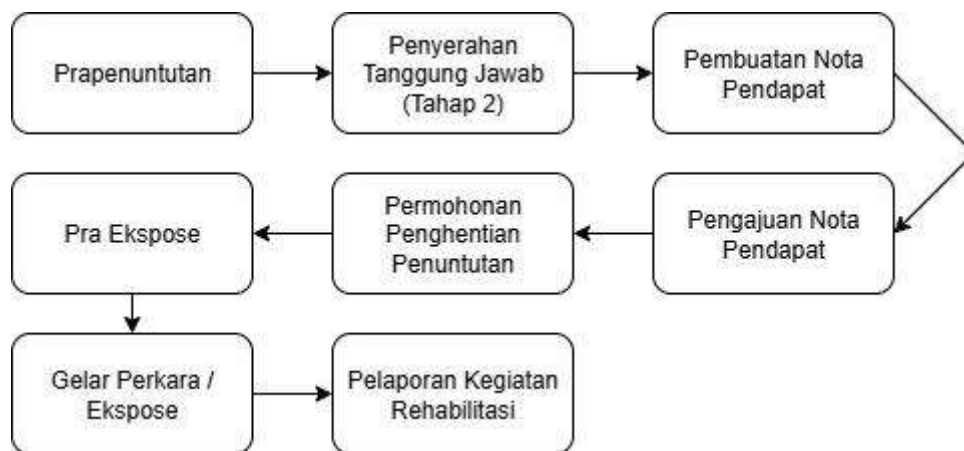 Prapenuntutan
Penyerahan
Tanggung Jawab
(Tahap 2)
Pembuatan Nota
Pendapat
Pengajuan Nota
Pendapat
Permohonan
Penghentian
Penuntutan
Pra Ekspose
Gelar Perkara /
Ekspose
Pelaporan Kegiatan
Rehabilitasi